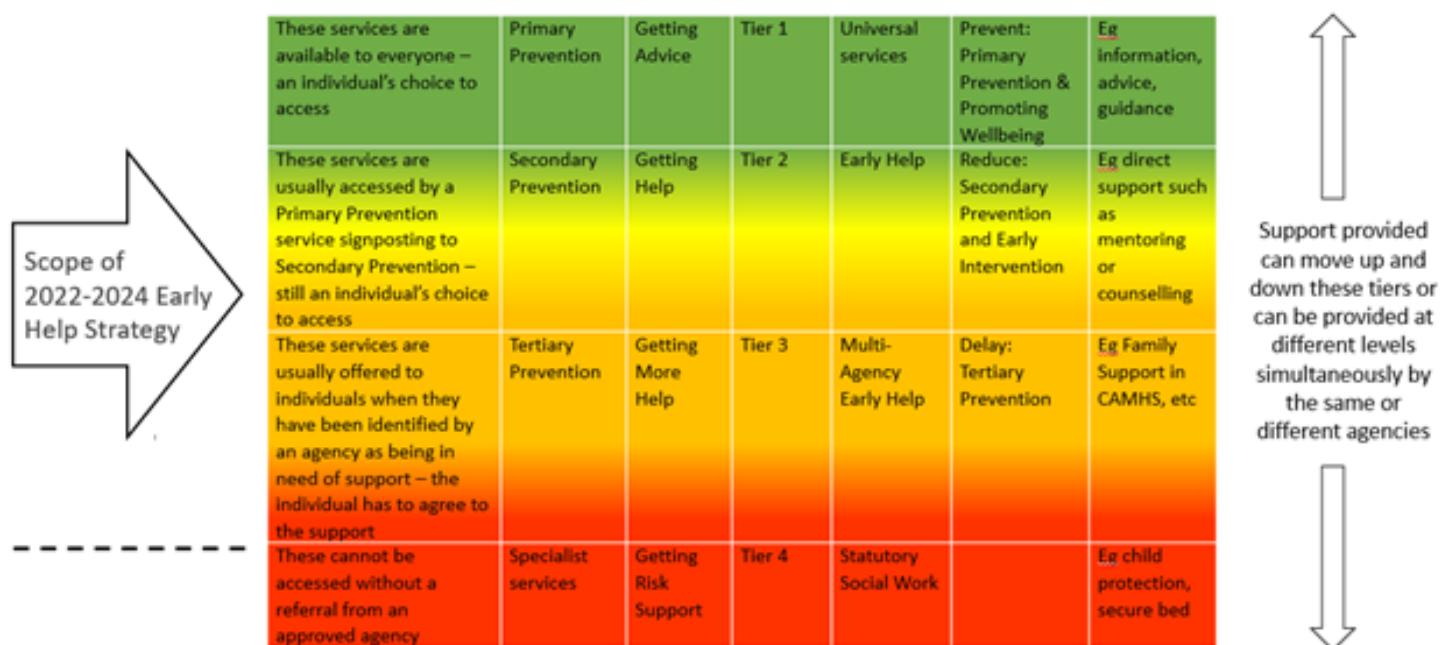 Scope of
2022-2024 Early
Help Strategy
These services are
available to everyone –
an individual's choice to
access
Primary
Prevention
Getting
Advice
Tier 1
Universal
services
Prevent:
Primary
Prevention &
Promoting
Wellbeing
Eg
information,
advice,
guidance
These services are
usually accessed by a
Primary Prevention
service signposting to
Secondary Prevention –
still an individual's choice
to access
Secondary
Prevention
Getting
Help
Tier 2
Early Help
Reduce:
Secondary
Prevention
and Early
Intervention
Eg direct
support such
as
mentoring
or
counselling
These services are
usually offered to
individuals when they
have been identified by
an agency as being in
need of support – the
individual has to agree to
the support
Tertiary
Prevention
Getting
More
Help
Tier 3
Multi-
Agency
Early Help
Delay:
Tertiary
Prevention
Eg Family
Support in
CAMHS, etc
These cannot be
accessed without a
referral from an
approved agency
Specialist
services
Getting
Risk
Support
Tier 4
Statutory
Social Work
Eg child
protection,
secure bed
Support provided
can move up and
down these tiers or
can be provided at
different levels
simultaneously by
the same or
different agencies